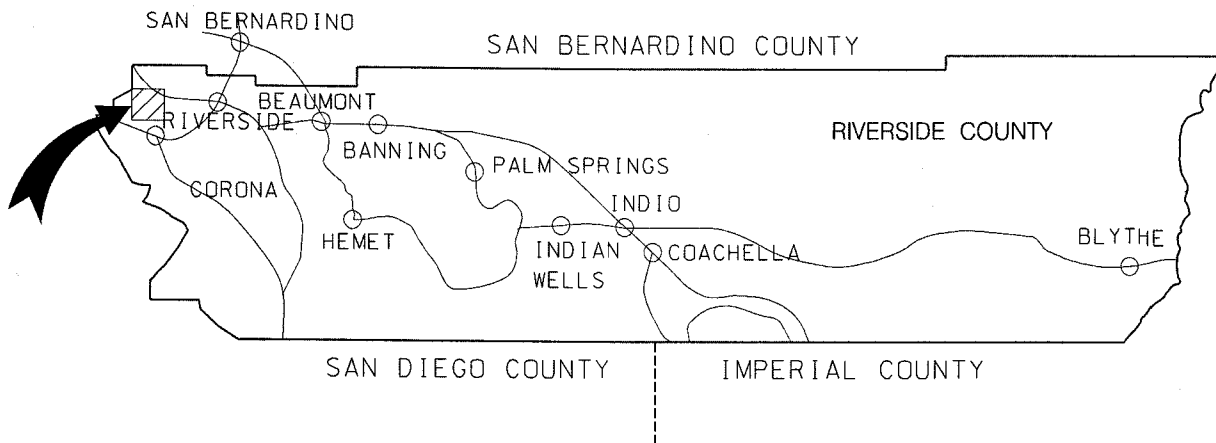 SAN BERNARDINO
SAN BERNARDINO COUNTY
BEAUMONT
RIVERSIDE
RIVERSIDE COUNTY
BANNING
PALM SPRINGS
CORONA
INDIO
HEMET
INDIAN
WELLS
COACHELLA
BLYTHE
SAN DIEGO COUNTY
IMPERIAL COUNTY